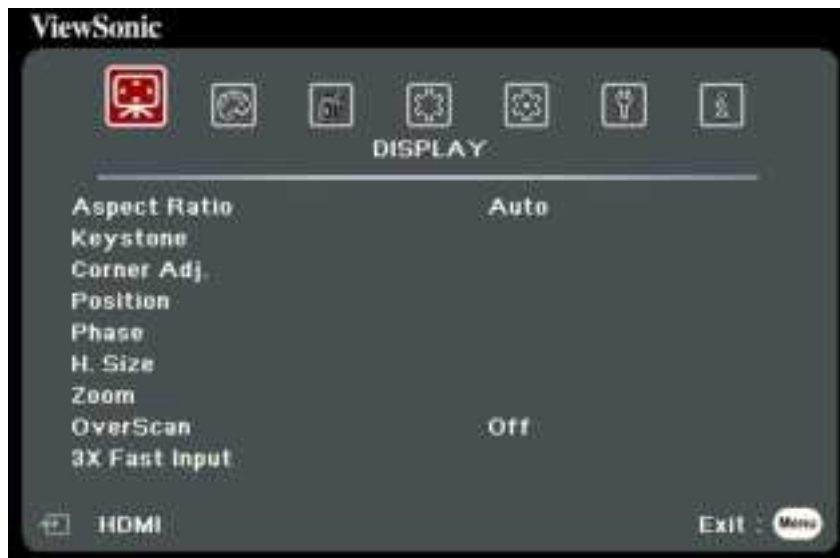 ViewSonic
DISPLAY
Aspect Ratio Auto
Keystone
Corner Adj.
Position
Phase
H. Size
Zoom
OverScan Off
3X Fast Input
HDMI Exit : Menu